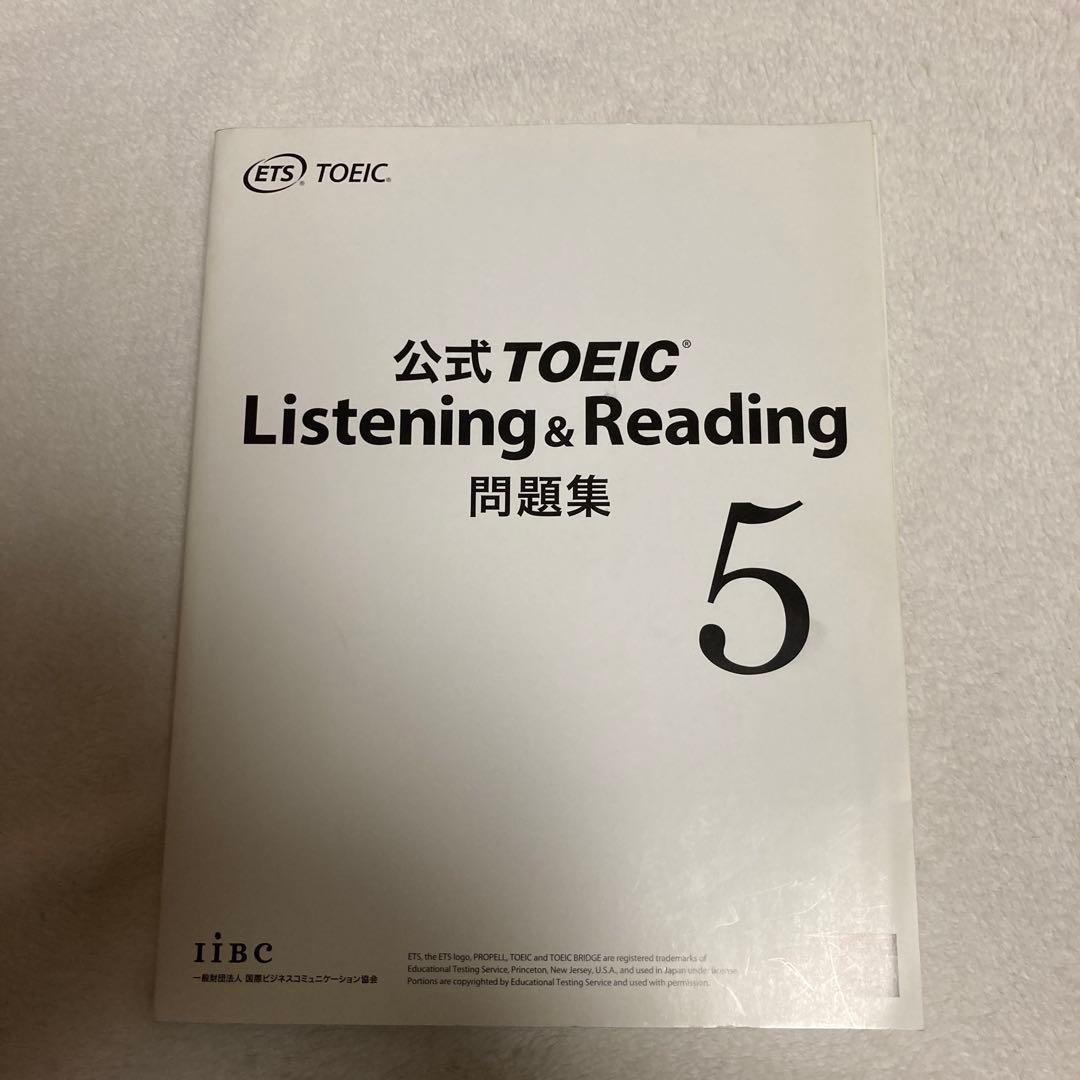 ETS® TOEIC®
公式 TOEIC®
Listening & Reading
問題集
5
IIBC
一般財団法人 国際ビジネスコミュニケーション協会
ETS, the ETS logo, PROPELL, TOEIC and TOEIC BRIDGE are registered trademarks of
Educational Testing Service, Princeton, New Jersey, U.S.A., and used in Japan under license.
Portions are copyrighted by Educational Testing Service and used with permission.